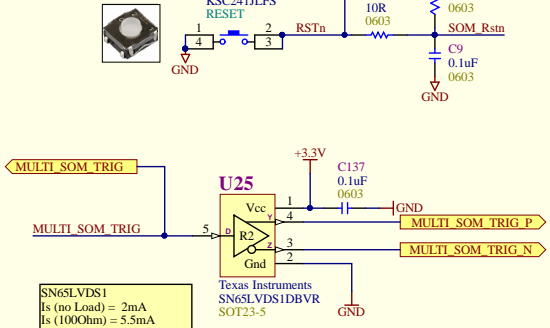 KSC241JLFS
RESET
1
4
2
3
GND
RSTn
10R
0603
0603
SOM_Rstn
C9
0.1uF
0603
GND
MULTI_SOM_TRIG
MULTI_SOM_TRIG
U25
+3.3V
C137
0.1uF
0603
GND
Vcc
1
Y
4
MULTI_SOM_TRIG_P
5
D
R2
Z
3
MULTI_SOM_TRIG_N
Gnd
2
GND
Texas Instruments
SN65LVDS1DBVR
SOT23-5
SN65LVDS1
Is (no Load) = 2mA
Is (100Ohm) = 5.5mA